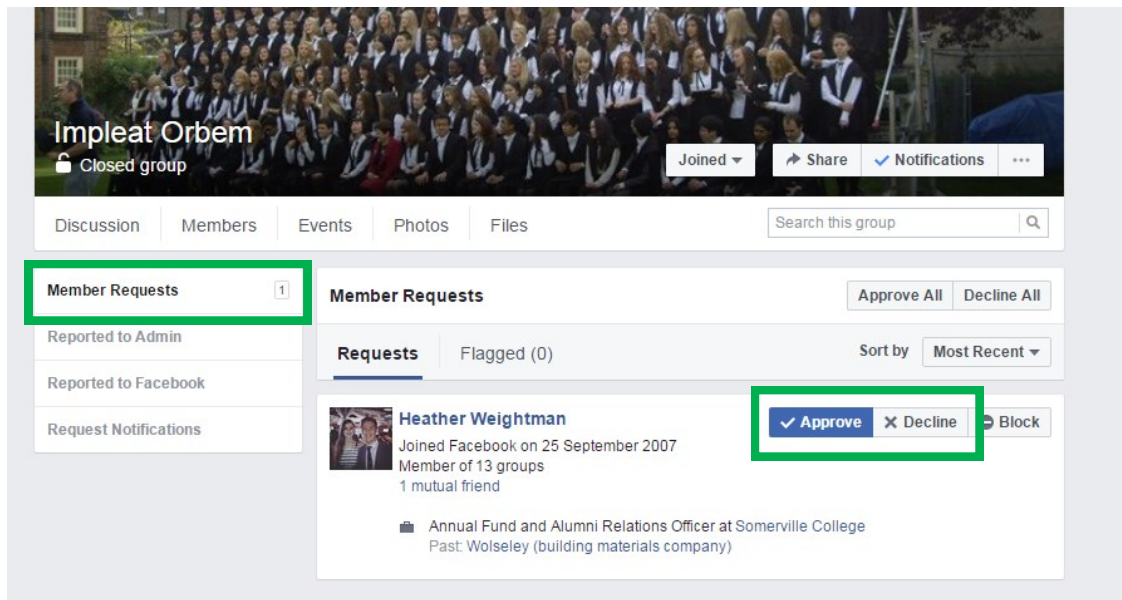 Impleat Orbem
Closed group
Joined Share Notifications ...
Discussion Members Events Photos Files Search this group
Member Requests 1
Reported to Admin
Reported to Facebook
Request Notifications
Member Requests Approve All Decline All
Requests Flagged (0) Sort by Most Recent
Heather Weightman Approve Decline Block
Joined Facebook on 25 September 2007
Member of 13 groups
1 mutual friend
Annual Fund and Alumni Relations Officer at Somerville College
Past: Wolseley (building materials company)